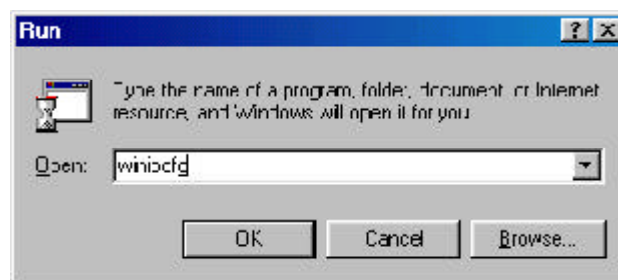 Run
Type the name of a program, folder, document, or Internet
resource, and Windows will open it for you.
Open:
winipcfg
OK
Cancel
Browse...